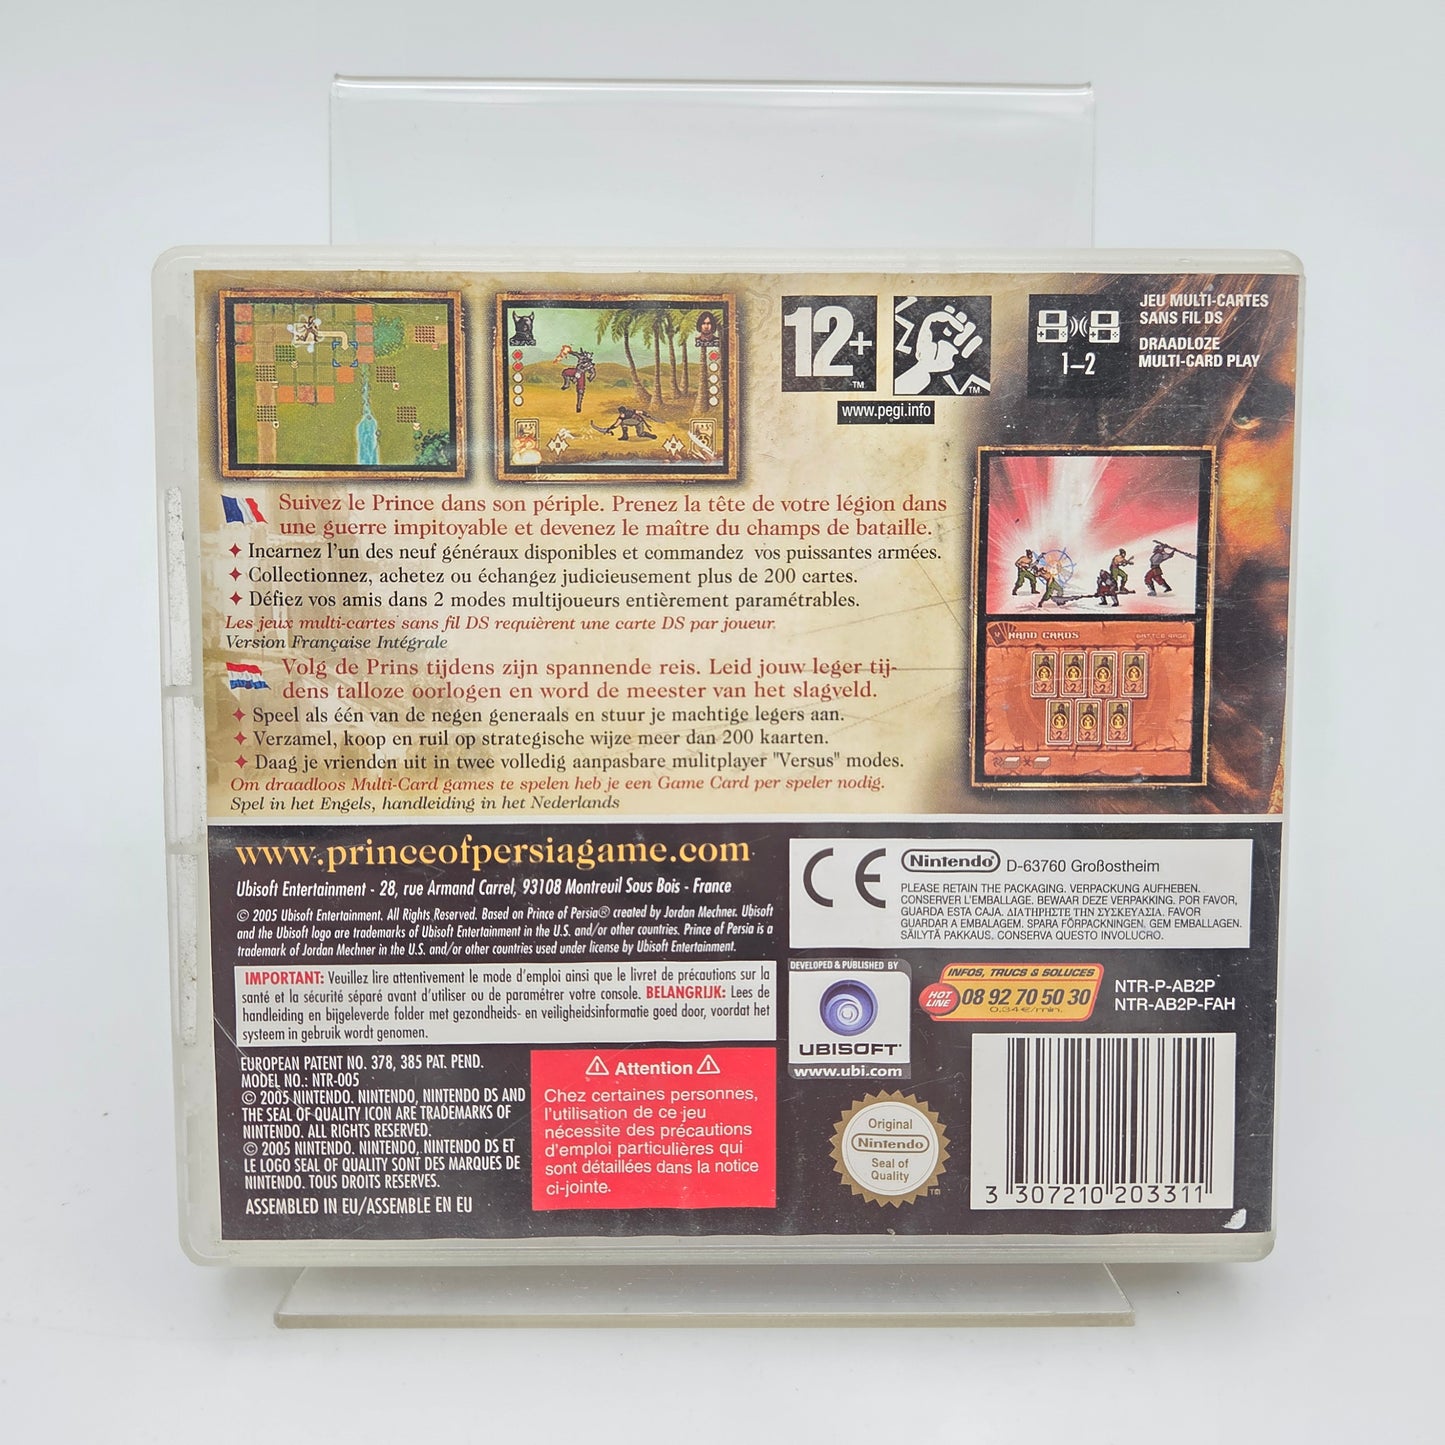 12+
TM
TM
www.pegi.info
1–2
JEU MULTI-CARTES
SANS FIL DS
DRAADLOZE
MULTI-CARD PLAY
Suivez le Prince dans son périple. Prenez la tête de votre légion dans
une guerre impitoyable et devenez le maître du champs de bataille.
✦ Incarnez l'un des neuf généraux disponibles et commandez vos puissantes armées.
✦ Collectionnez, achetez ou échangez judicieusement plus de 200 cartes.
✦ Défiez vos amis dans 2 modes multijoueurs entièrement paramétrables.
Les jeux multi-cartes sans fil DS requièrent une carte DS par joueur.
Version Française Intégrale
Volg de Prins tijdens zijn spannende reis. Leid jouw leger tij-
dens talloze oorlogen en word de meester van het slagveld.
✦ Speel als één van de negen generaals en stuur je machtige legers aan.
✦ Verzamel, koop en ruil op strategische wijze meer dan 200 kaarten.
✦ Daag je vrienden uit in twee volledig aanpasbare mulitplayer "Versus" modes.
Om draadloos Multi-Card games te spelen heb je een Game Card per speler nodig.
Spel in het Engels, handleiding in het Nederlands
HAND CARDS
BATTLE RAGE
2 2 2 2
2 2 2
www.princeofpersiagame.com
Ubisoft Entertainment - 28, rue Armand Carrel, 93108 Montreuil Sous Bois - France
© 2005 Ubisoft Entertainment. All Rights Reserved. Based on Prince of Persia® created by Jordan Mechner. Ubisoft
and the Ubisoft logo are trademarks of Ubisoft Entertainment in the U.S. and/or other countries. Prince of Persia is a
trademark of Jordan Mechner in the U.S. and/or other countries used under license by Ubisoft Entertainment.
IMPORTANT: Veuillez lire attentivement le mode d'emploi ainsi que le livret de précautions sur la
santé et la sécurité séparé avant d'utiliser ou de paramétrer votre console. BELANGRIJK: Lees de
handleiding en bijgeleverde folder met gezondheids- en veiligheidsinformatie goed door, voordat het
systeem in gebruik wordt genomen.
EUROPEAN PATENT NO. 378, 385 PAT. PEND.
MODEL NO.: NTR-005
© 2005 NINTENDO. NINTENDO, NINTENDO DS AND
THE SEAL OF QUALITY ICON ARE TRADEMARKS OF
NINTENDO. ALL RIGHTS RESERVED.
© 2005 NINTENDO. NINTENDO, NINTENDO DS ET
LE LOGO SEAL OF QUALITY SONT DES MARQUES DE
NINTENDO. TOUS DROITS RESERVES.
ASSEMBLED IN EU/ASSEMBLE EN EU
⚠ Attention ⚠
Chez certaines personnes,
l'utilisation de ce jeu
nécessite des précautions
d'emploi particulières qui
sont détaillées dans la notice
ci-jointe.
CE
Nintendo D-63760 Großostheim
PLEASE RETAIN THE PACKAGING. VERPACKUNG AUFHEBEN.
CONSERVER L'EMBALLAGE. BEWAAR DEZE VERPAKKING. POR FAVOR,
GUARDA ESTA CAJA. ΔΙΑΤΗΡΗΣΤΕ ΤΗΝ ΣΥΣΚΕΥΑΣΙΑ. FAVOR
GUARDAR A EMBALAGEM. SPARA FÖRPACKNINGEN. GEM EMBALLAGEN.
SÄILYTÄ PAKKAUS. CONSERVA QUESTO INVOLUCRO.
DEVELOPED & PUBLISHED BY
UBISOFT
www.ubi.com
INFOS, TRUCS & SOLUCES
HOT
LINE
08 92 70 50 30
0.34€/min.
NTR-P-AB2P
NTR-AB2P-FAH
Original
Nintendo
Seal of
Quality
TM
3 307210 203311